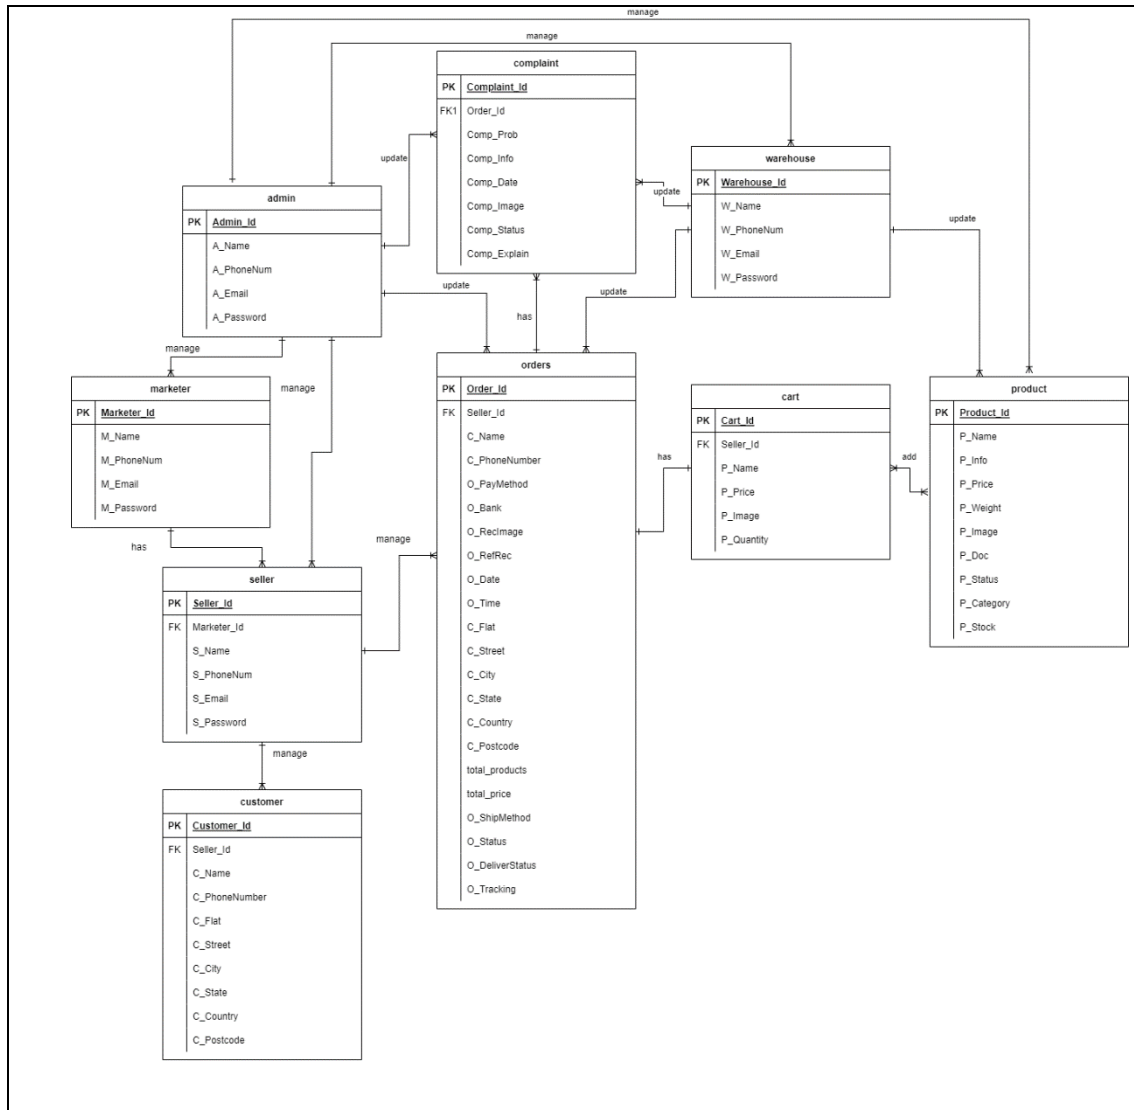 manage
manage
complaint
PK Complaint_Id
FK1 Order_Id
Comp_Prob
Comp_Info
Comp_Date
Comp_Image
Comp_Status
Comp_Explain
update
warehouse
PK Warehouse_Id
W_Name
W_PhoneNum
W_Email
W_Password
update
update
update
admin
PK Admin_Id
A_Name
A_PhoneNum
A_Email
A_Password
update
has
manage
manage
marketer
PK Marketer_Id
M_Name
M_PhoneNum
M_Email
M_Password
has
orders
PK Order_Id
FK Seller_Id
C_Name
C_PhoneNumber
O_PayMethod
O_Bank
O_RecImage
O_RefRec
O_Date
O_Time
C_Flat
C_Street
C_City
C_State
C_Country
C_Postcode
total_products
total_price
O_ShipMethod
O_Status
O_DeliverStatus
O_Tracking
has
cart
PK Cart_Id
FK Seller_Id
P_Name
P_Price
P_Image
P_Quantity
add
product
PK Product_Id
P_Name
P_Info
P_Price
P_Weight
P_Image
P_Doc
P_Status
P_Category
P_Stock
manage
seller
PK Seller_Id
FK Marketer_Id
S_Name
S_PhoneNum
S_Email
S_Password
manage
customer
PK Customer_Id
FK Seller_Id
C_Name
C_PhoneNumber
C_Flat
C_Street
C_City
C_State
C_Country
C_Postcode